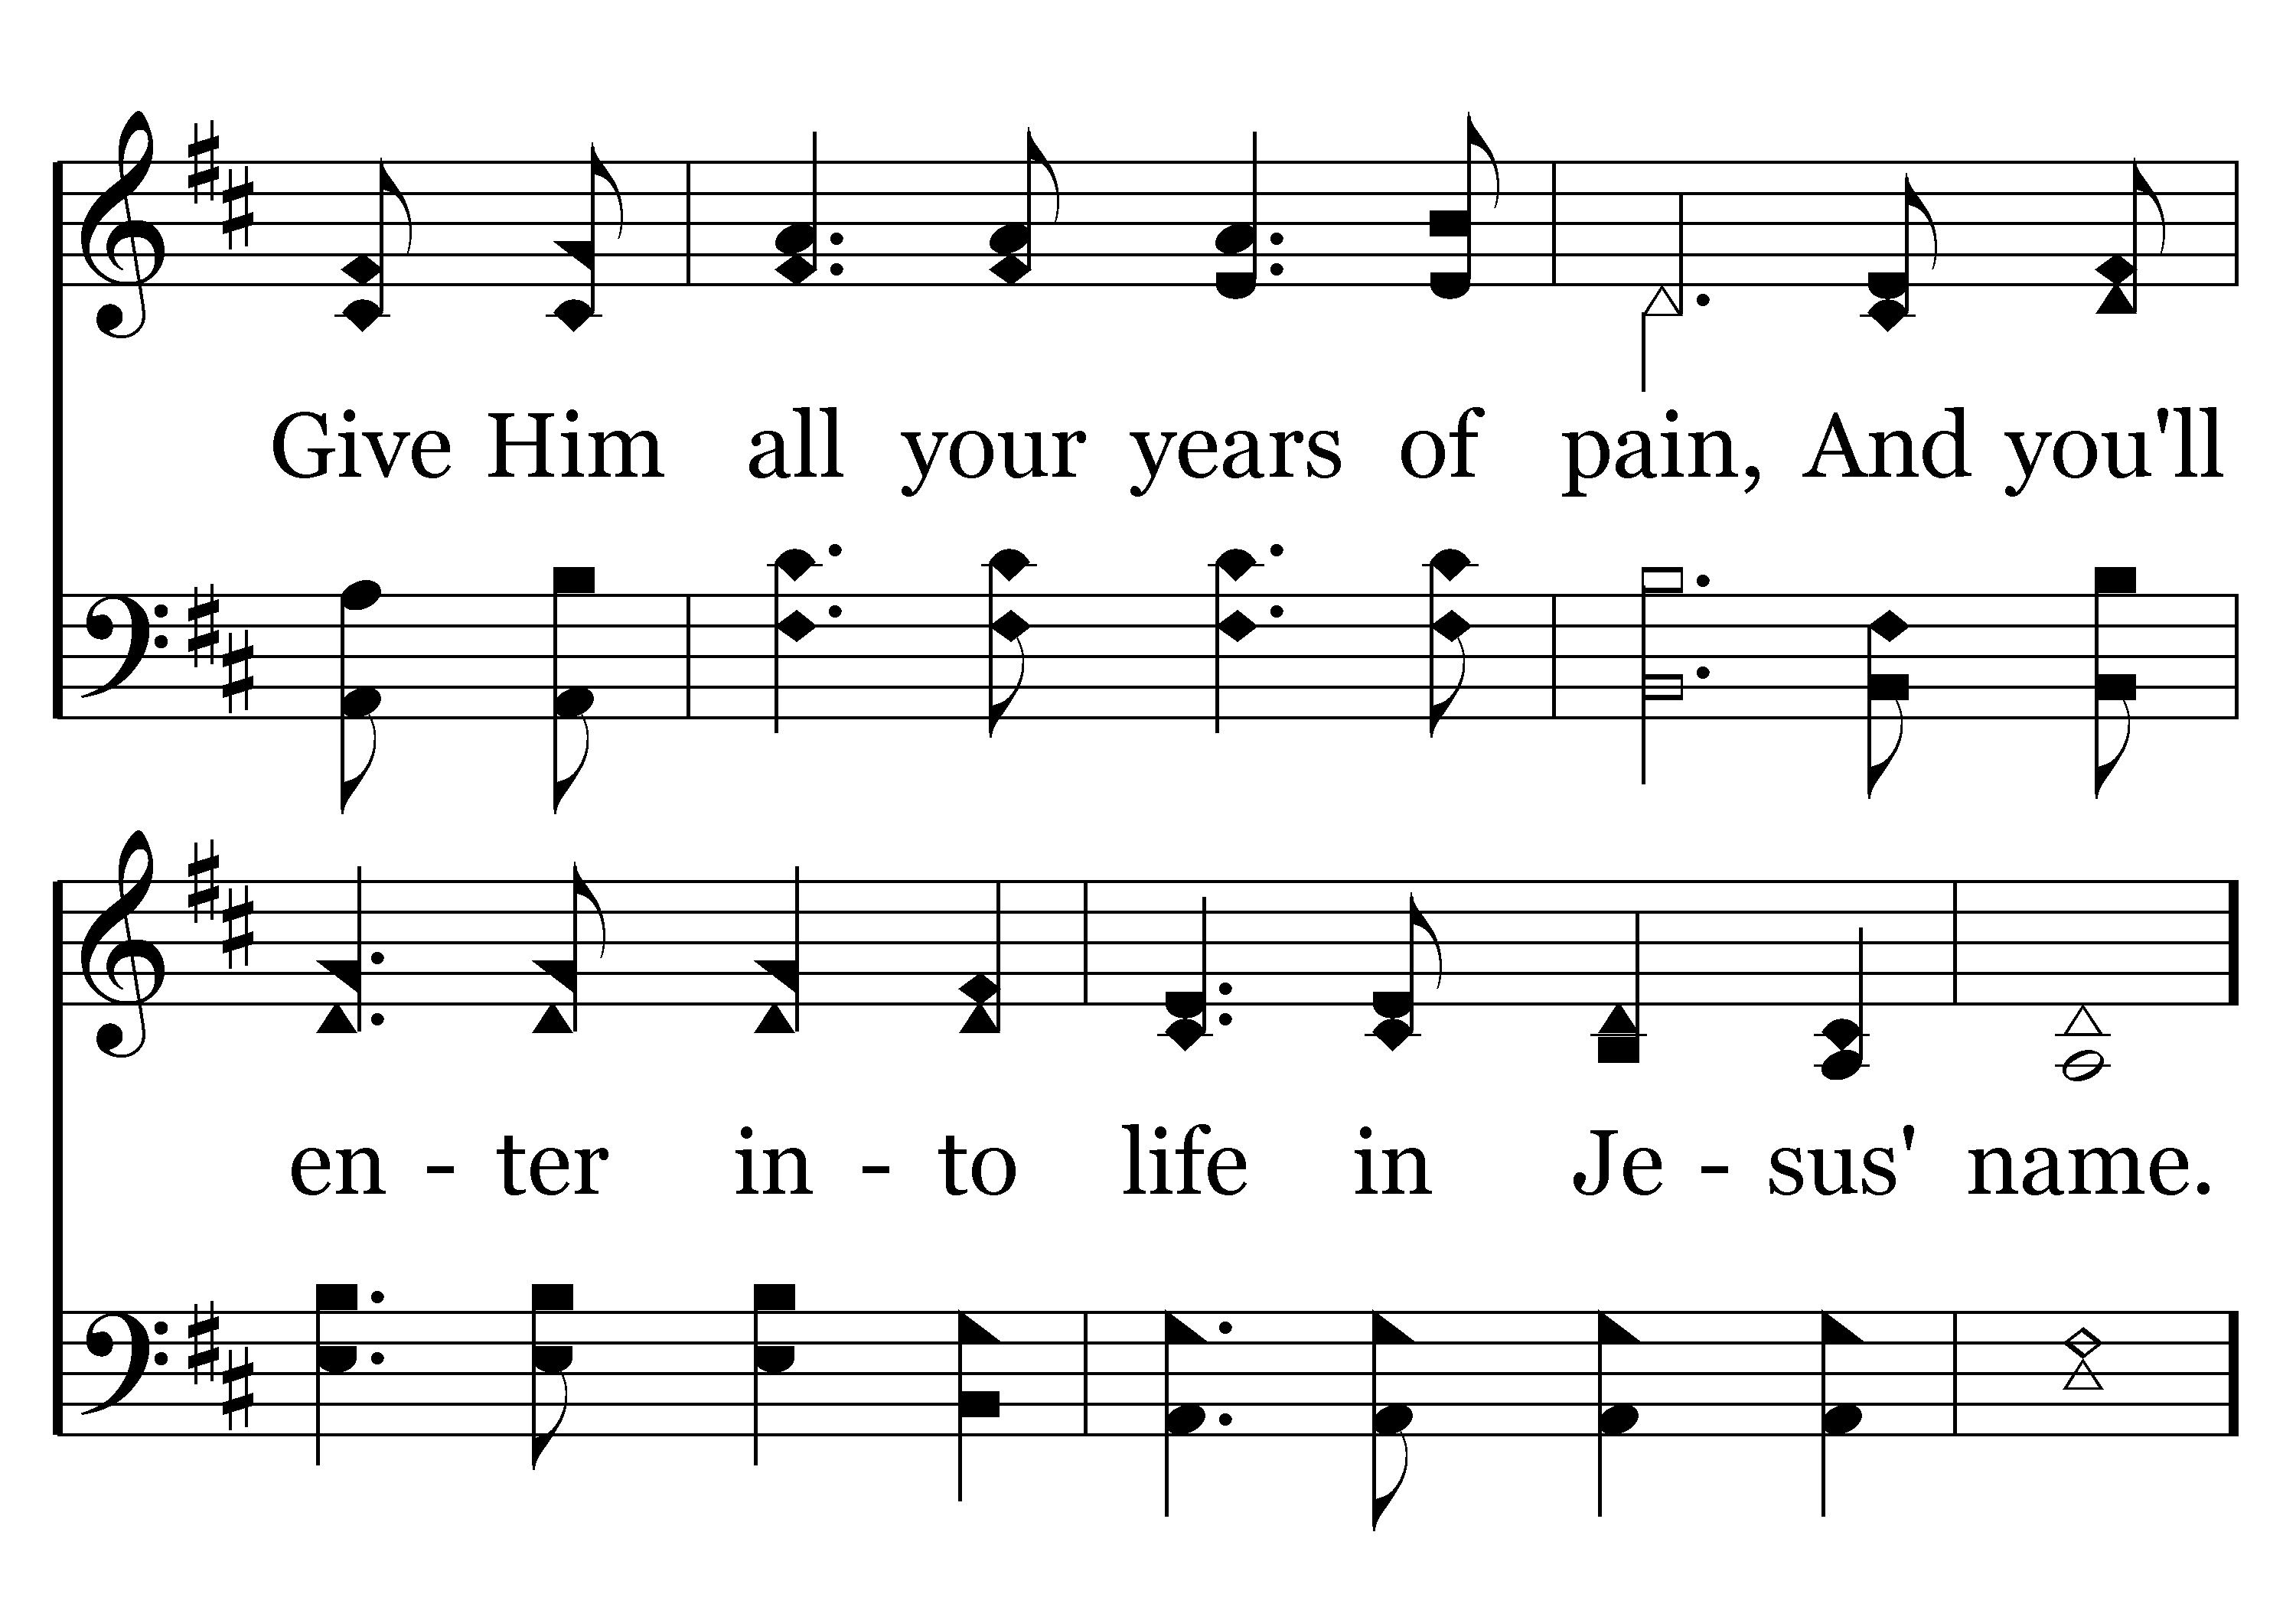 Give Him all your years of pain, And you'll
en - ter in - to life in Je - sus' name.